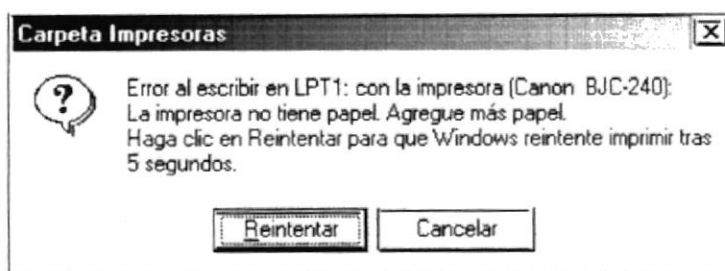 Carpeta Impresoras
Error al escribir en LPT1: con la impresora (Canon BJC-240):
La impresora no tiene papel. Agregue más papel.
Haga clic en Reintentar para que Windows reintente imprimir tras
5 segundos.
Reintentar
Cancelar